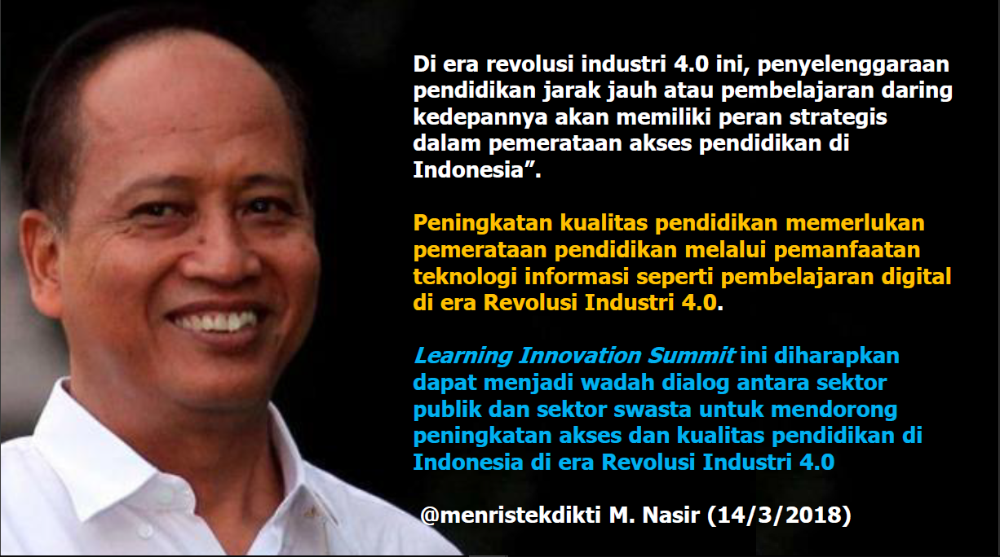 Di era revolusi industri 4.0 ini, penyelenggaraan
pendidikan jarak jauh atau pembelajaran daring
kedepannya akan memiliki peran strategis
dalam pemerataan akses pendidikan di
Indonesia”.
Peningkatan kualitas pendidikan memerlukan
pemerataan pendidikan melalui pemanfaatan
teknologi informasi seperti pembelajaran digital
di era Revolusi Industri 4.0.
Learning Innovation Summit ini diharapkan
dapat menjadi wadah dialog antara sektor
publik dan sektor swasta untuk mendorong
peningkatan akses dan kualitas pendidikan di
Indonesia di era Revolusi Industri 4.0
@menristekdikti M. Nasir (14/3/2018)